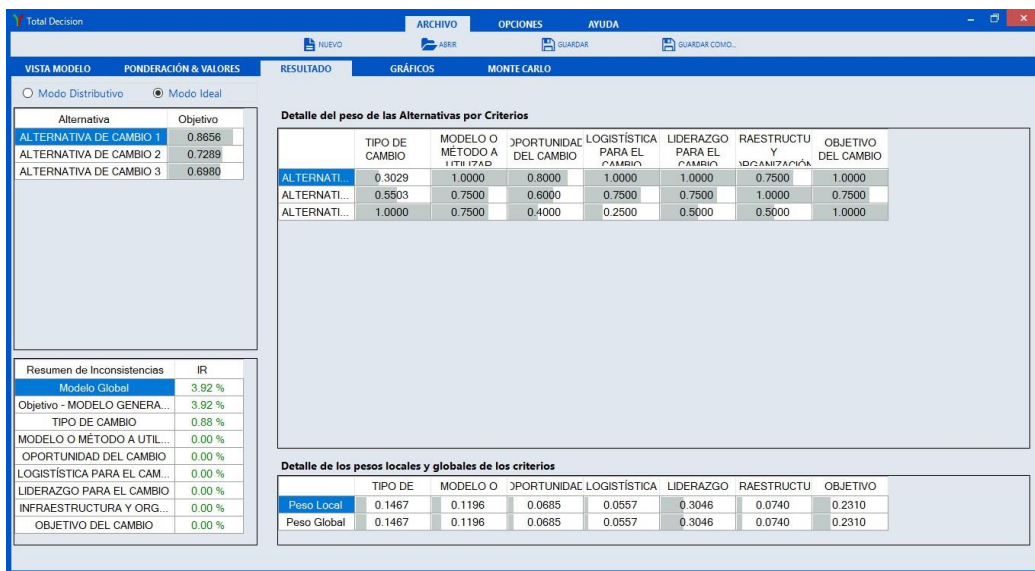 Total Decision
ARCHIVO OPCIONES AYUDA
NUEVO ABRIR GUARDAR GUARDAR COMO...
VISTA MODELO PONDERACIÓN & VALORES RESULTADO GRÁFICOS MONTE CARLO
Modo Distributivo Modo Ideal
Alternativa Objetivo
ALTERNATIVA DE CAMBIO 1 0.8656
ALTERNATIVA DE CAMBIO 2 0.7289
ALTERNATIVA DE CAMBIO 3 0.6980
Detalle del peso de las Alternativas por Criterios
TIPO DE MODELO O OPORTUNIDAD LOGISTÍSTICA LIDERAZGO RAESTRUCTU OBJETIVO
CAMBIO MÉTODO A DEL CAMBIO PARA EL PARA EL Y DEL CAMBIO
UTILIZAR CAMBIO CAMBIO ORGANIZACIÓN
ALTERNATI... 0.3029 1.0000 0.8000 1.0000 1.0000 0.7500 1.0000
ALTERNATI... 0.5503 0.7500 0.6000 0.7500 0.7500 1.0000 0.7500
ALTERNATI... 1.0000 0.7500 0.4000 0.2500 0.5000 0.5000 1.0000
Resumen de Inconsistencias IR
Modelo Global 3.92 %
Objetivo - MODELO GENERA... 3.92 %
TIPO DE CAMBIO 0.88 %
MODELO O MÉTODO A UTIL... 0.00 %
OPORTUNIDAD DEL CAMBIO 0.00 %
LOGISTÍSTICA PARA EL CAM... 0.00 %
LIDERAZGO PARA EL CAMBIO 0.00 %
INFRAESTRUCTURA Y ORG... 0.00 %
OBJETIVO DEL CAMBIO 0.00 %
Detalle de los pesos locales y globales de los criterios
TIPO DE MODELO O OPORTUNIDAD LOGISTÍSTICA LIDERAZGO RAESTRUCTU OBJETIVO
Peso Local 0.1467 0.1196 0.0685 0.0557 0.3046 0.0740 0.2310
Peso Global 0.1467 0.1196 0.0685 0.0557 0.3046 0.0740 0.2310